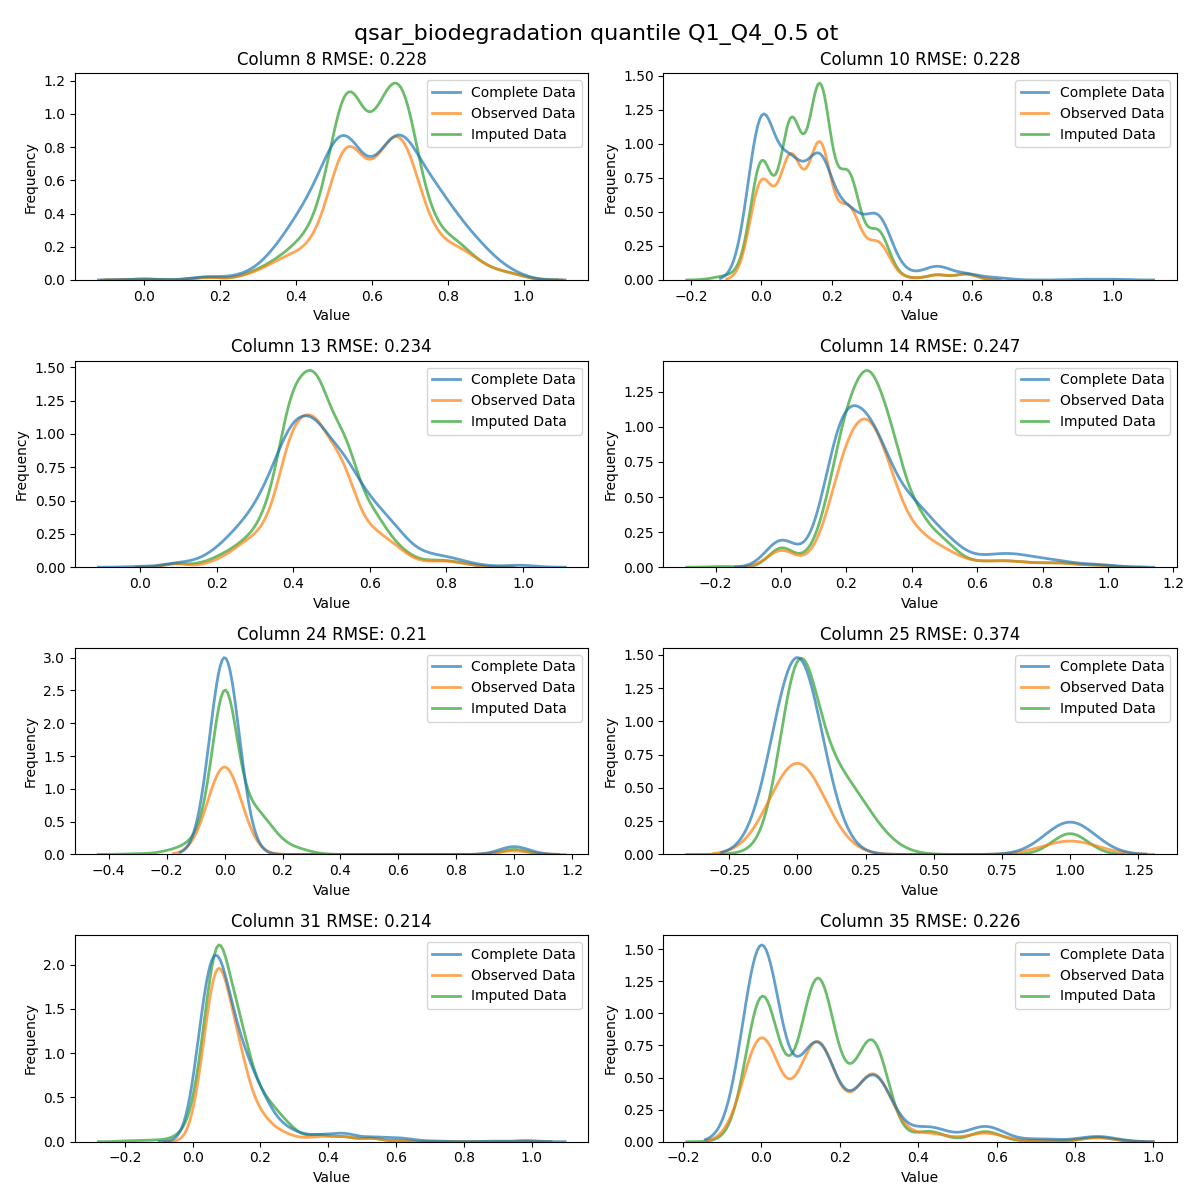 qsar_biodegradation quantile Q1_Q4_0.5 ot
Column 8 RMSE: 0.228
Frequency
1.2
1.0
0.8
0.6
0.4
0.2
0.0
Complete Data
Observed Data
Imputed Data
0.0 0.2 0.4 0.6 0.8 1.0
Value
Column 10 RMSE: 0.228
Frequency
1.50
1.25
1.00
0.75
0.50
0.25
0.00
Complete Data
Observed Data
Imputed Data
−0.2 0.0 0.2 0.4 0.6 0.8 1.0
Value
Column 13 RMSE: 0.234
Frequency
1.50
1.25
1.00
0.75
0.50
0.25
0.00
Complete Data
Observed Data
Imputed Data
0.0 0.2 0.4 0.6 0.8 1.0
Value
Column 14 RMSE: 0.247
Frequency
1.25
1.00
0.75
0.50
0.25
0.00
Complete Data
Observed Data
Imputed Data
−0.2 0.0 0.2 0.4 0.6 0.8 1.0 1.2
Value
Column 24 RMSE: 0.21
Frequency
3.0
2.5
2.0
1.5
1.0
0.5
0.0
Complete Data
Observed Data
Imputed Data
−0.4 −0.2 0.0 0.2 0.4 0.6 0.8 1.0 1.2
Value
Column 25 RMSE: 0.374
Frequency
1.50
1.25
1.00
0.75
0.50
0.25
0.00
Complete Data
Observed Data
Imputed Data
−0.25 0.00 0.25 0.50 0.75 1.00 1.25
Value
Column 31 RMSE: 0.214
Frequency
2.0
1.5
1.0
0.5
0.0
Complete Data
Observed Data
Imputed Data
−0.2 0.0 0.2 0.4 0.6 0.8 1.0
Value
Column 35 RMSE: 0.226
Frequency
1.50
1.25
1.00
0.75
0.50
0.25
0.00
Complete Data
Observed Data
Imputed Data
−0.2 0.0 0.2 0.4 0.6 0.8 1.0
Value